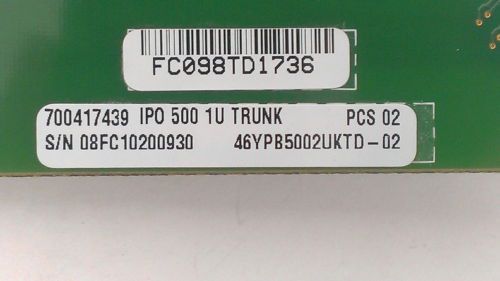 FC098TD1736
700417439 IPO 500 1U TRUNK PCS 02
S/N 08FC10200930 46YPB5002UKTD-02